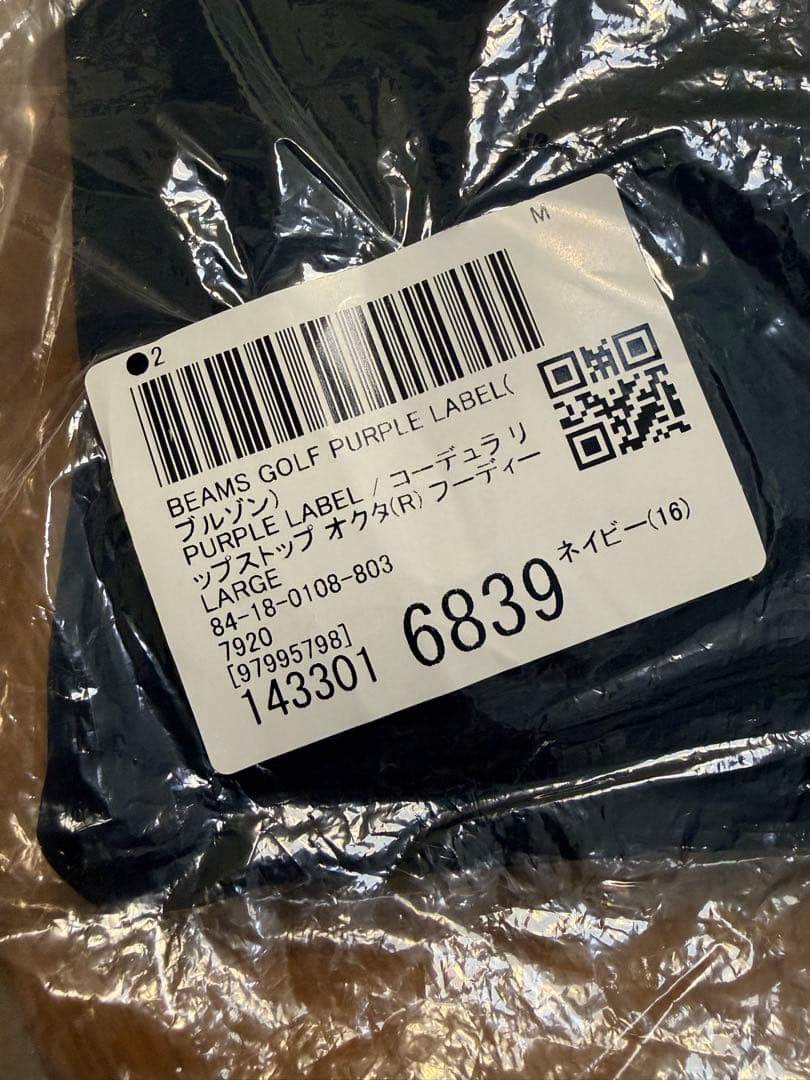 M
●2
BEAMS GOLF PURPLE LABEL(
ブルゾン)
PURPLE LABEL / コーデュラ リ
ップストップ オクタ(R) フーディー
LARGE
ネイビー(16)
84-18-0108-803
7920
[97995798]
143301 6839